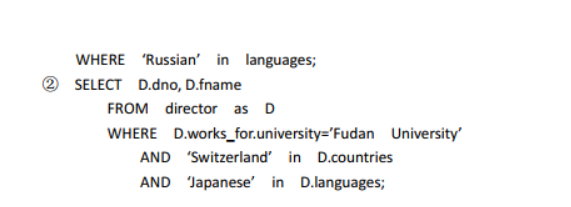 WHERE ‘Russian’ in languages;
② SELECT D.dno, D.fname
FROM director as D
WHERE D.works_for.university=‘Fudan University’
AND ‘Switzerland’ in D.countries
AND ‘Japanese’ in D.languages;